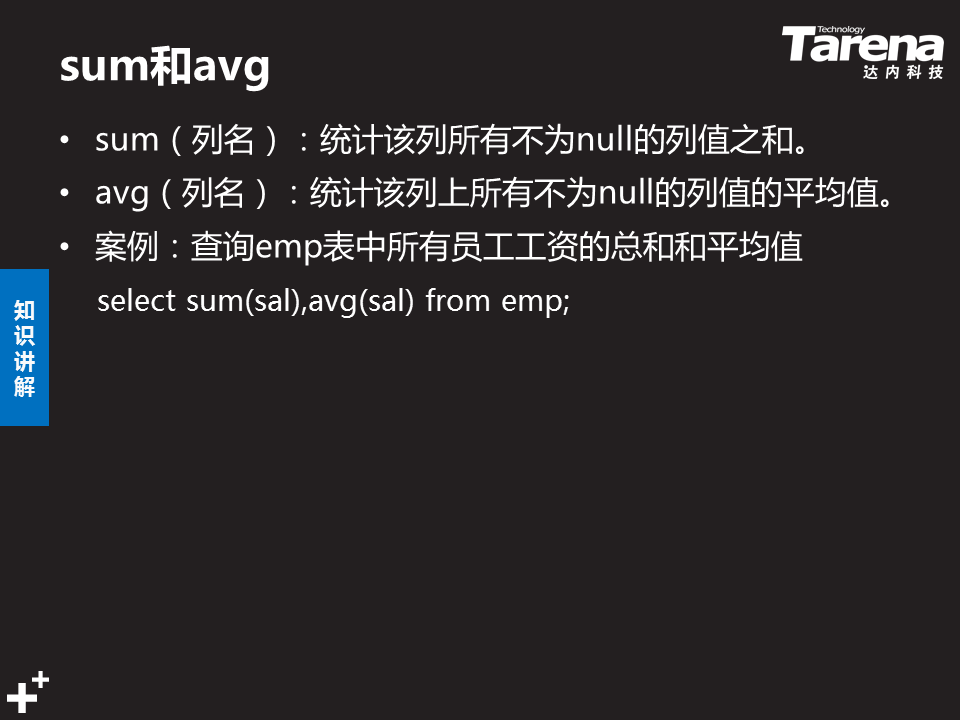 sum和avg
Technology
Tarena
达内科技
• sum（列名）：统计该列所有不为null的列值之和。
• avg（列名）：统计该列上所有不为null的列值的平均值。
• 案例：查询emp表中所有员工工资的总和和平均值
select sum(sal),avg(sal) from emp;
知
识
讲
解